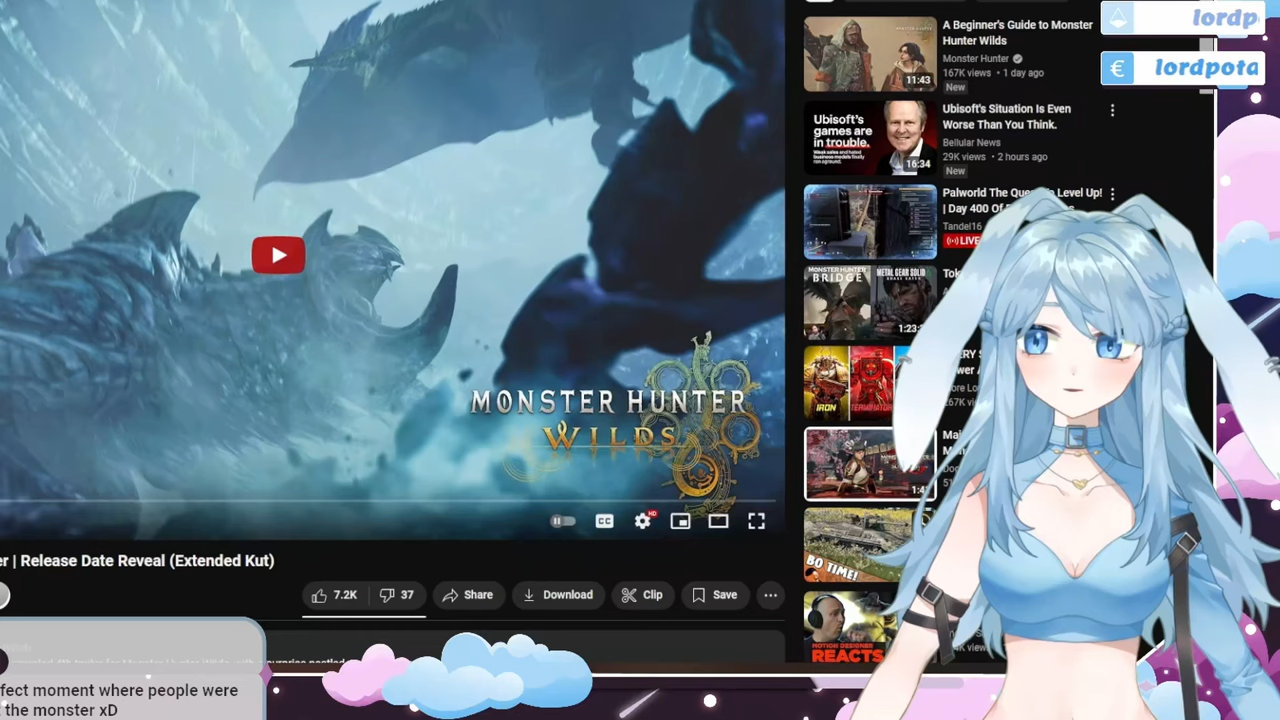 MONSTER HUNTER
WILDS
CC
HD
er | Release Date Reveal (Extended Kut)
7.2K
37
Share
Download
Clip
Save
fect moment where people were
the monster xD
A Beginner's Guide to Monster
Hunter Wilds
Monster Hunter
167K views • 1 day ago
New
11:43
Ubisoft's Situation Is Even
Worse Than You Think.
Bellular News
29K views • 2 hours ago
New
Ubisoft's
games are
in trouble.
16:34
Palworld The Que
Level Up!
| Day 400 Of
Tandel16
LIVE
MONSTER HUNTER
BRIDGE
METAL GEAR SOLID
1:23:
IRON
BO TIME!
MOTION DESIGNER
REACTS
lordp
€ lordpota